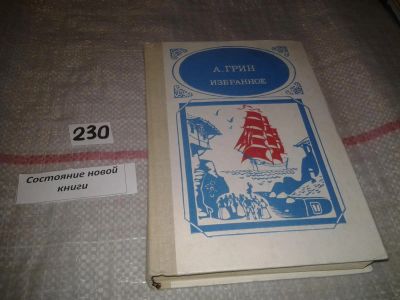 А. ГРИН
ИЗБРАННОЕ
230
Состояние новой
книги